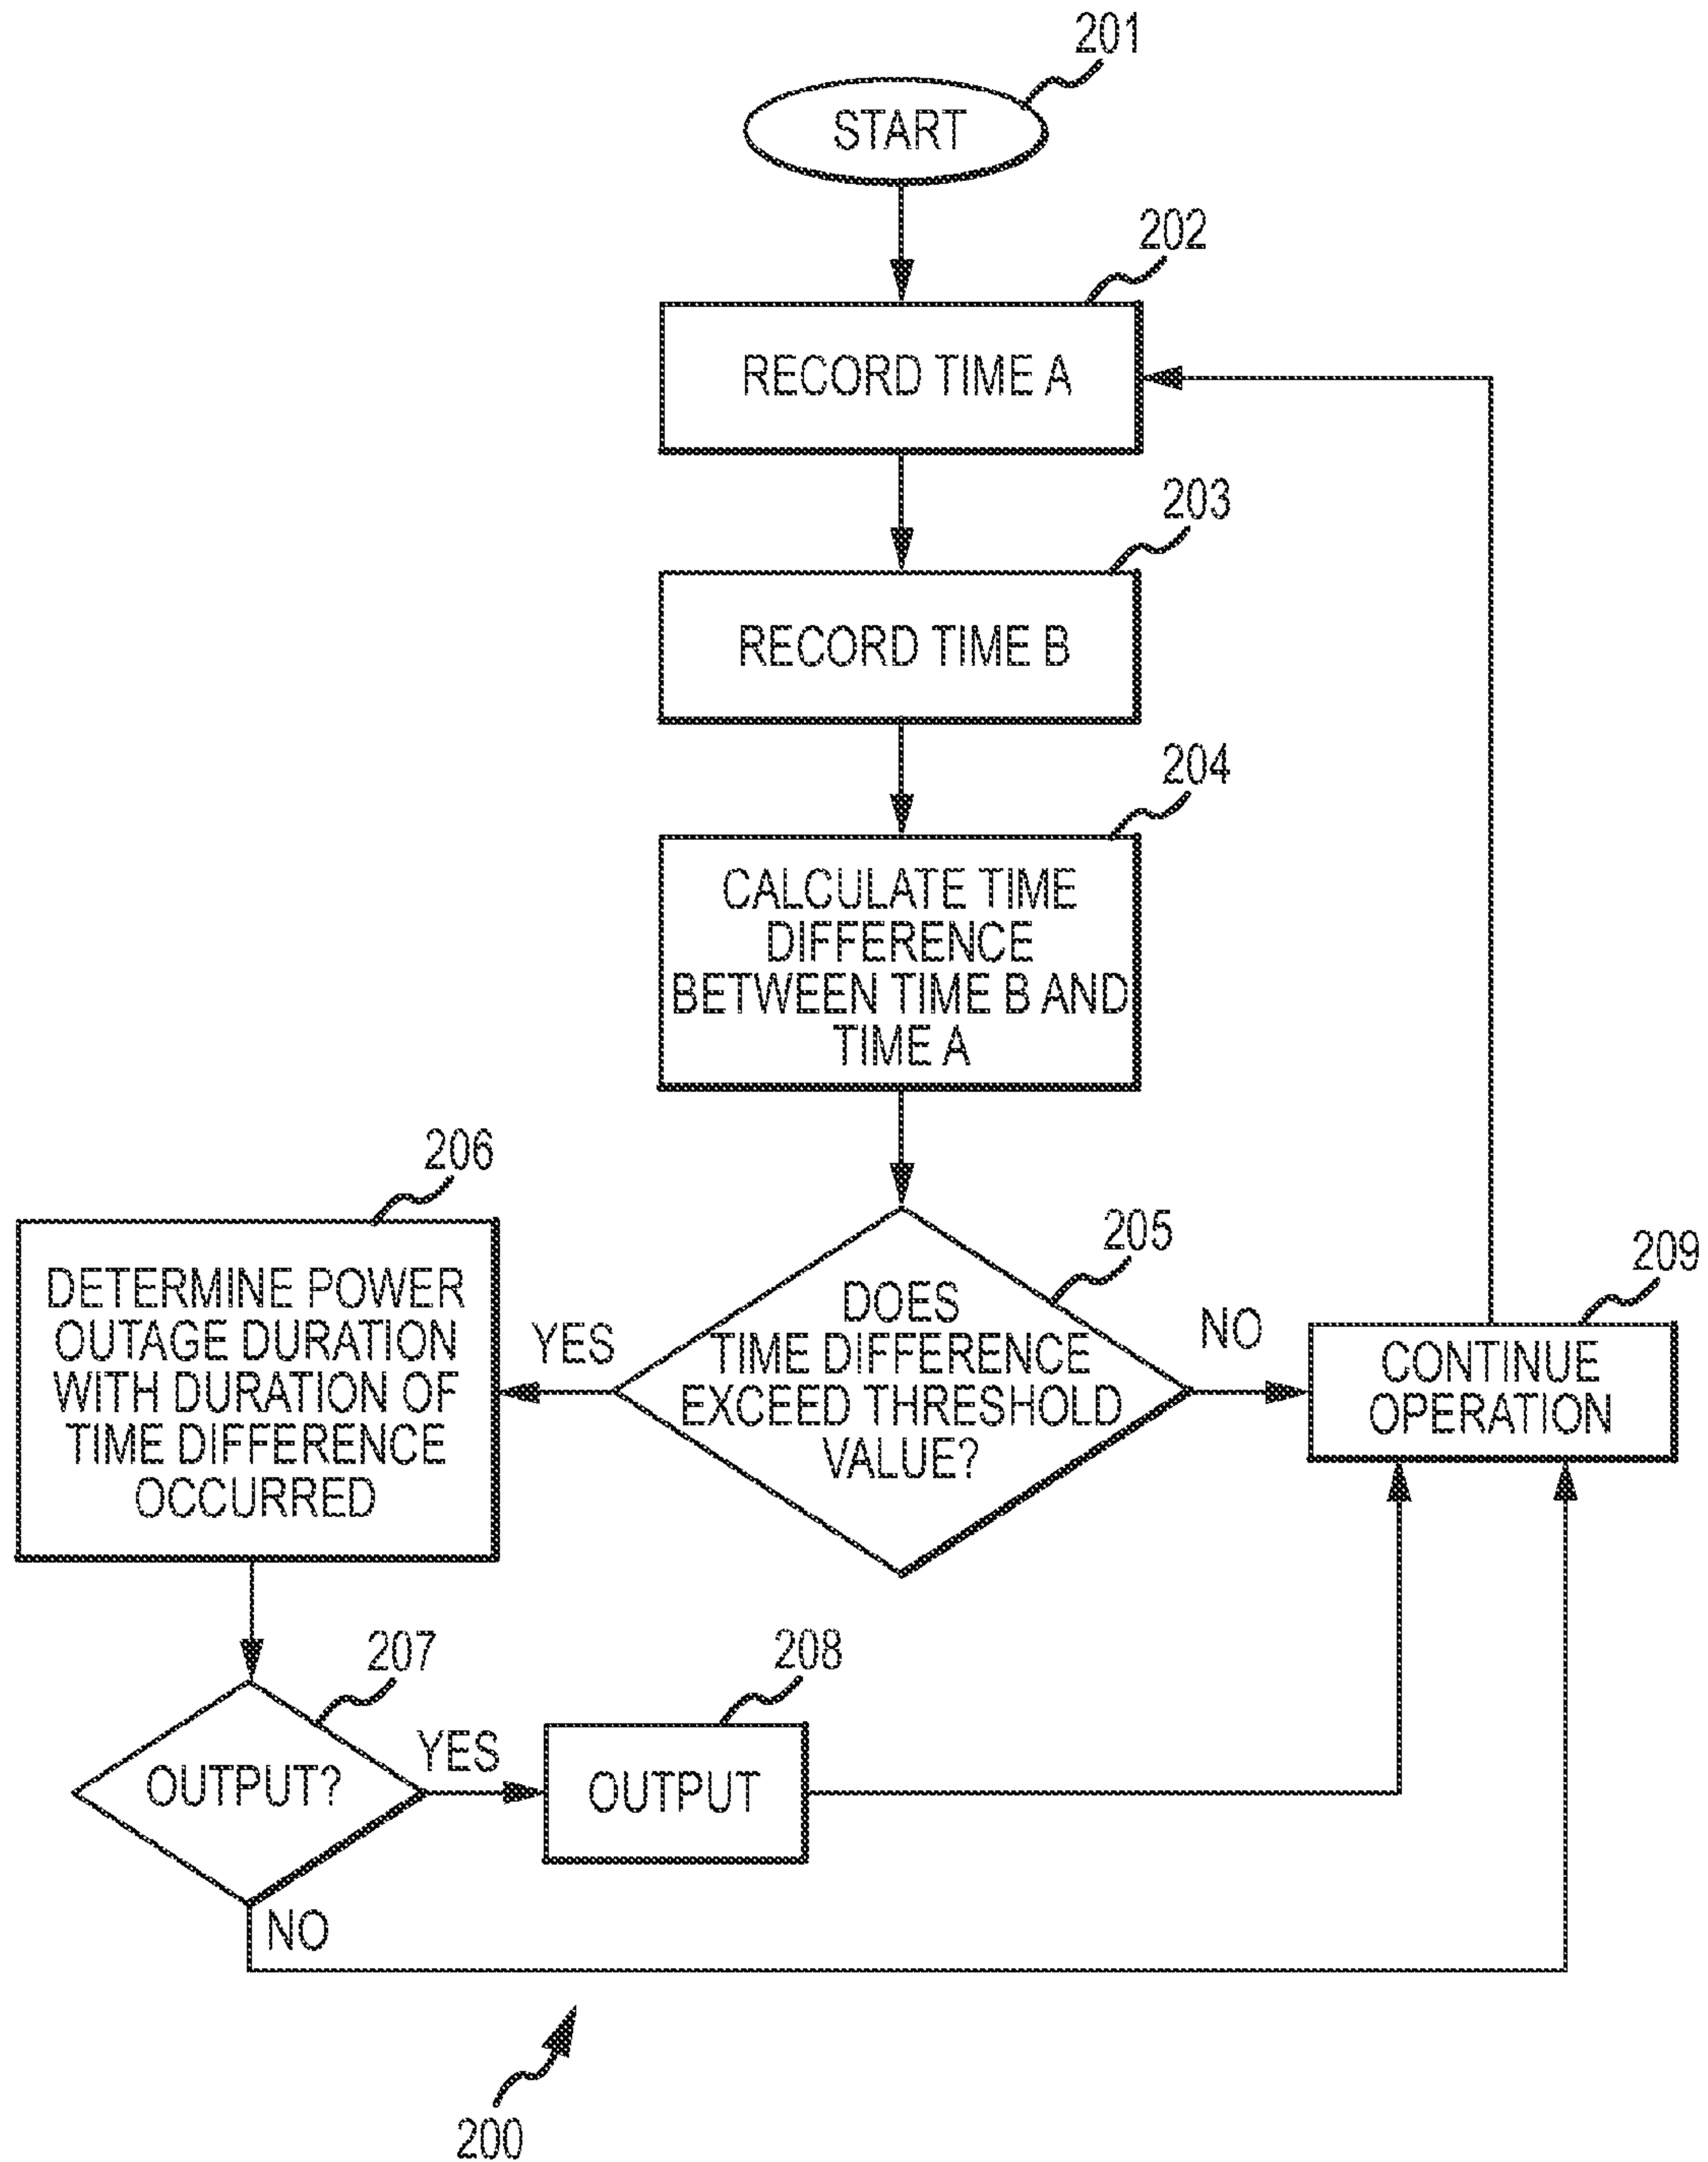 201
START
202
RECORD TIME A
203
RECORD TIME B
204
CALCULATE TIME
DIFFERENCE
BETWEEN TIME B AND
TIME A
206
DETERMINE POWER
OUTAGE DURATION
WITH DURATION OF
TIME DIFFERENCE
OCCURRED
YES
205
DOES
TIME DIFFERENCE
EXCEED THRESHOLD
VALUE?
NO
209
CONTINUE
OPERATION
207
OUTPUT?
YES
208
OUTPUT
NO
200